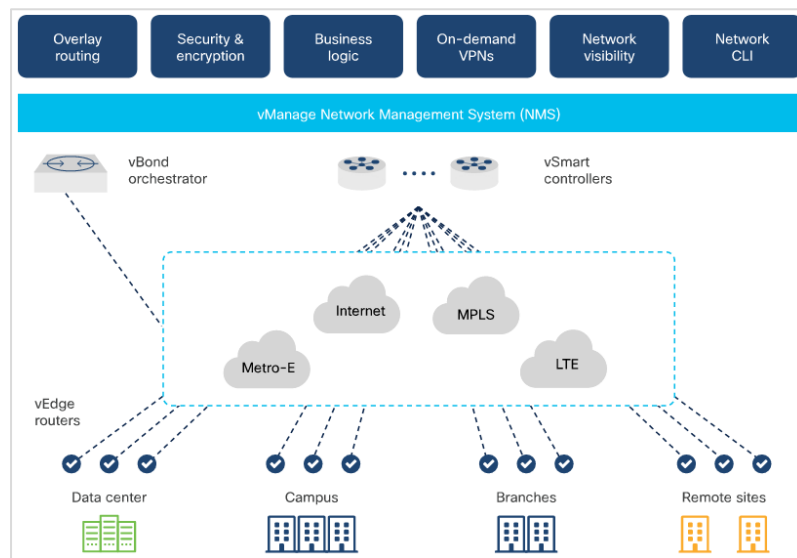 Overlay
routing
Security &
encryption
Business
logic
On-demand
VPNs
Network
visibility
Network
CLI
vManage Network Management System (NMS)
vBond
orchestrator
vSmart
controllers
Internet
MPLS
Metro-E
LTE
vEdge
routers
Data center
Campus
Branches
Remote sites